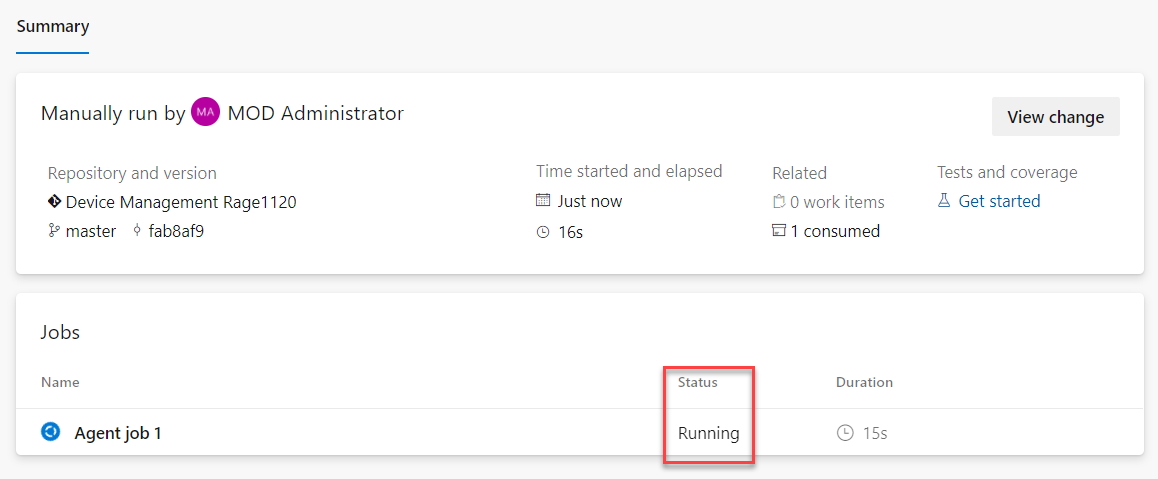 Summary
Manually run by MA MOD Administrator
View change
Repository and version
Device Management Rage1120
master fab8af9
Time started and elapsed
Just now
16s
Related
0 work items
1 consumed
Tests and coverage
Get started
Jobs
Name Status Duration
Agent job 1 Running 15s